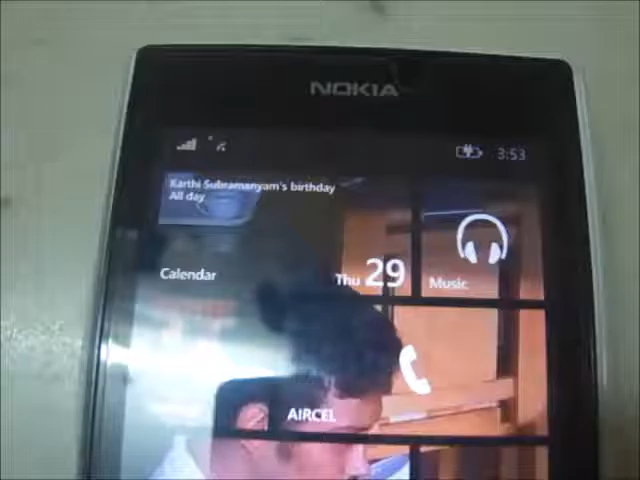 NOKIA
3:53
Karthi Subramanyam's birthday
All day
Calendar
Thu 29
Music
AIRCEL